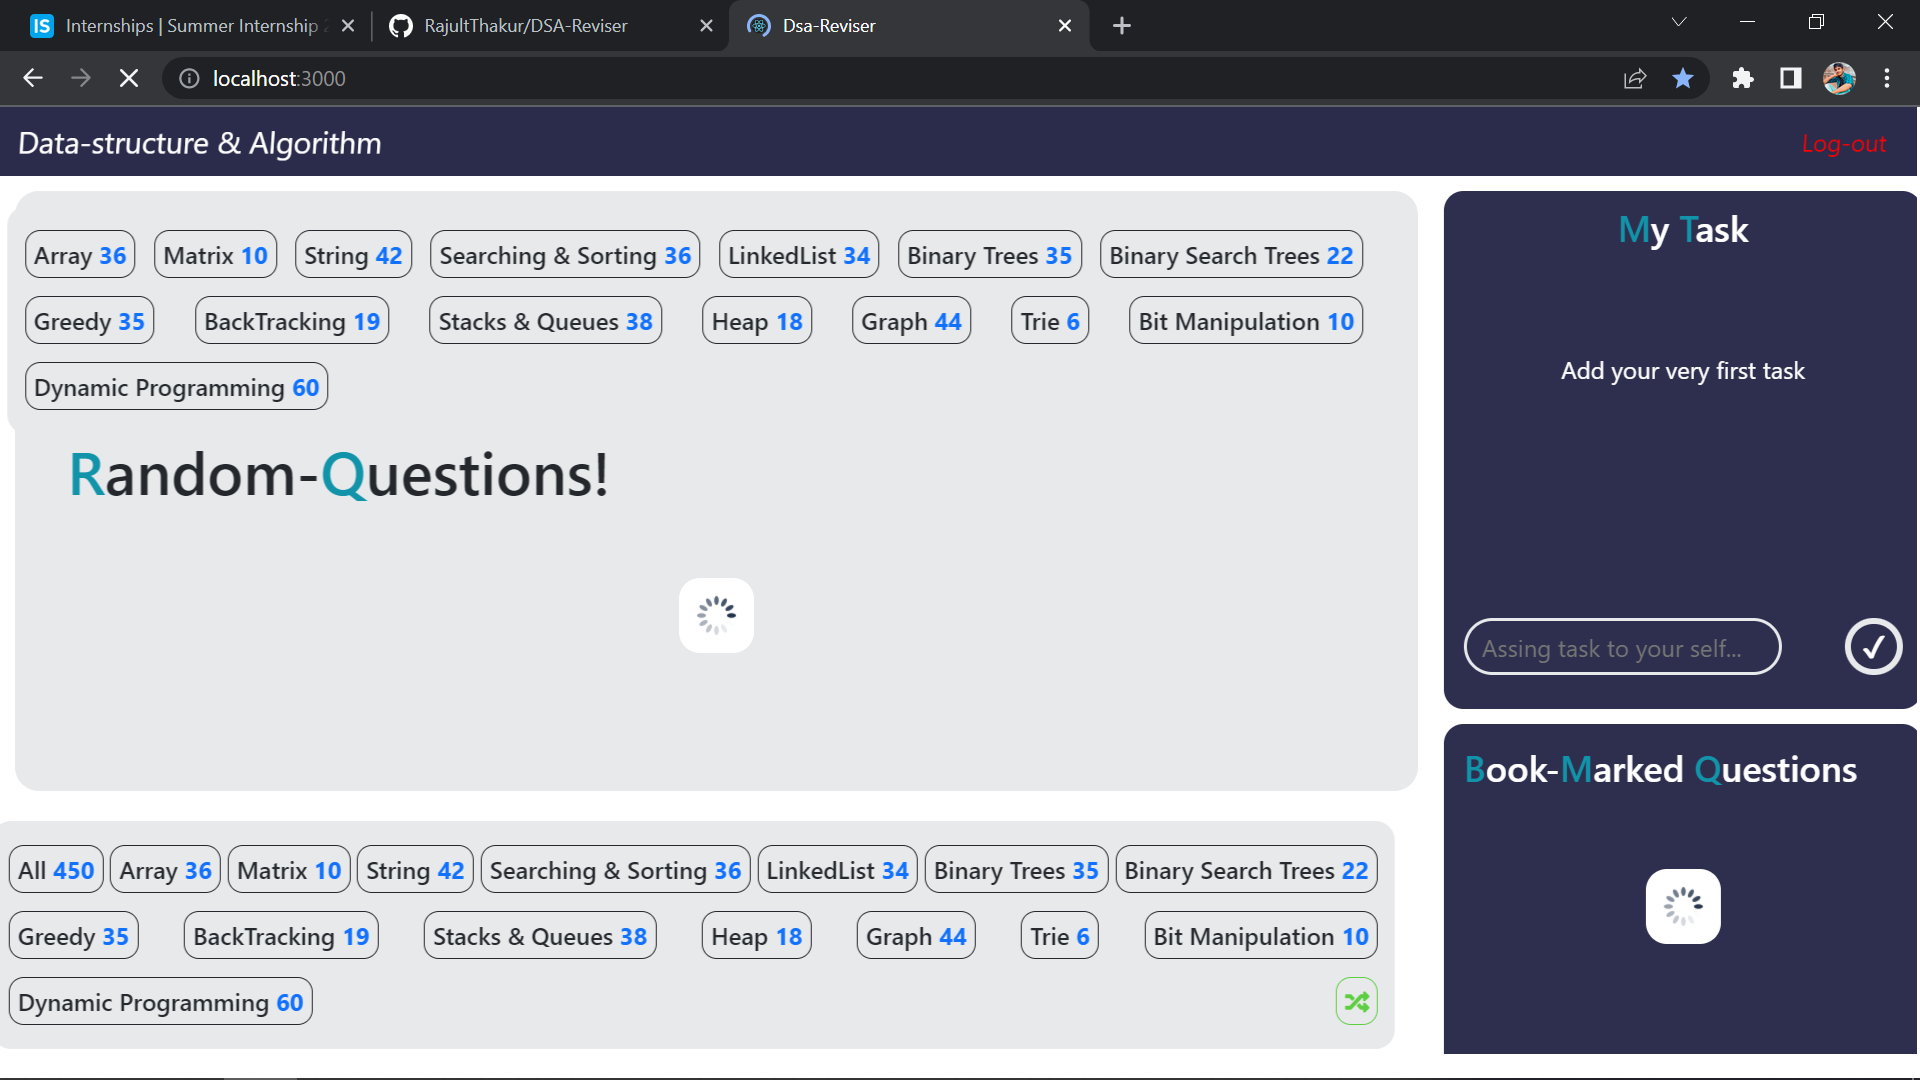 Internships | Summer Internship
RajultThakur/DSA-Reviser
Dsa-Reviser
localhost:3000
Data-structure & Algorithm
Log-out
Array 36
Matrix 10
String 42
Searching & Sorting 36
LinkedList 34
Binary Trees 35
Binary Search Trees 22
Greedy 35
BackTracking 19
Stacks & Queues 38
Heap 18
Graph 44
Trie 6
Bit Manipulation 10
Dynamic Programming 60
Random-Questions!
My Task
Add your very first task
Assing task to your self...
Book-Marked Questions
All 450
Array 36
Matrix 10
String 42
Searching & Sorting 36
LinkedList 34
Binary Trees 35
Binary Search Trees 22
Greedy 35
BackTracking 19
Stacks & Queues 38
Heap 18
Graph 44
Trie 6
Bit Manipulation 10
Dynamic Programming 60